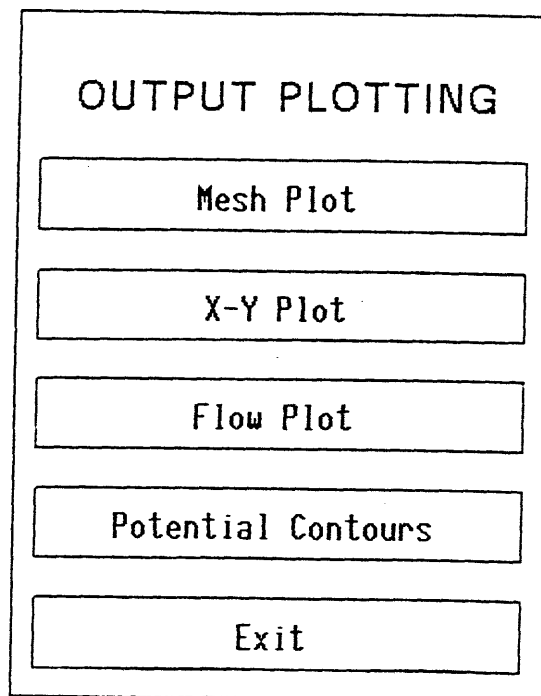 OUTPUT PLOTTING
Mesh Plot
X-Y Plot
Flow Plot
Potential Contours
Exit